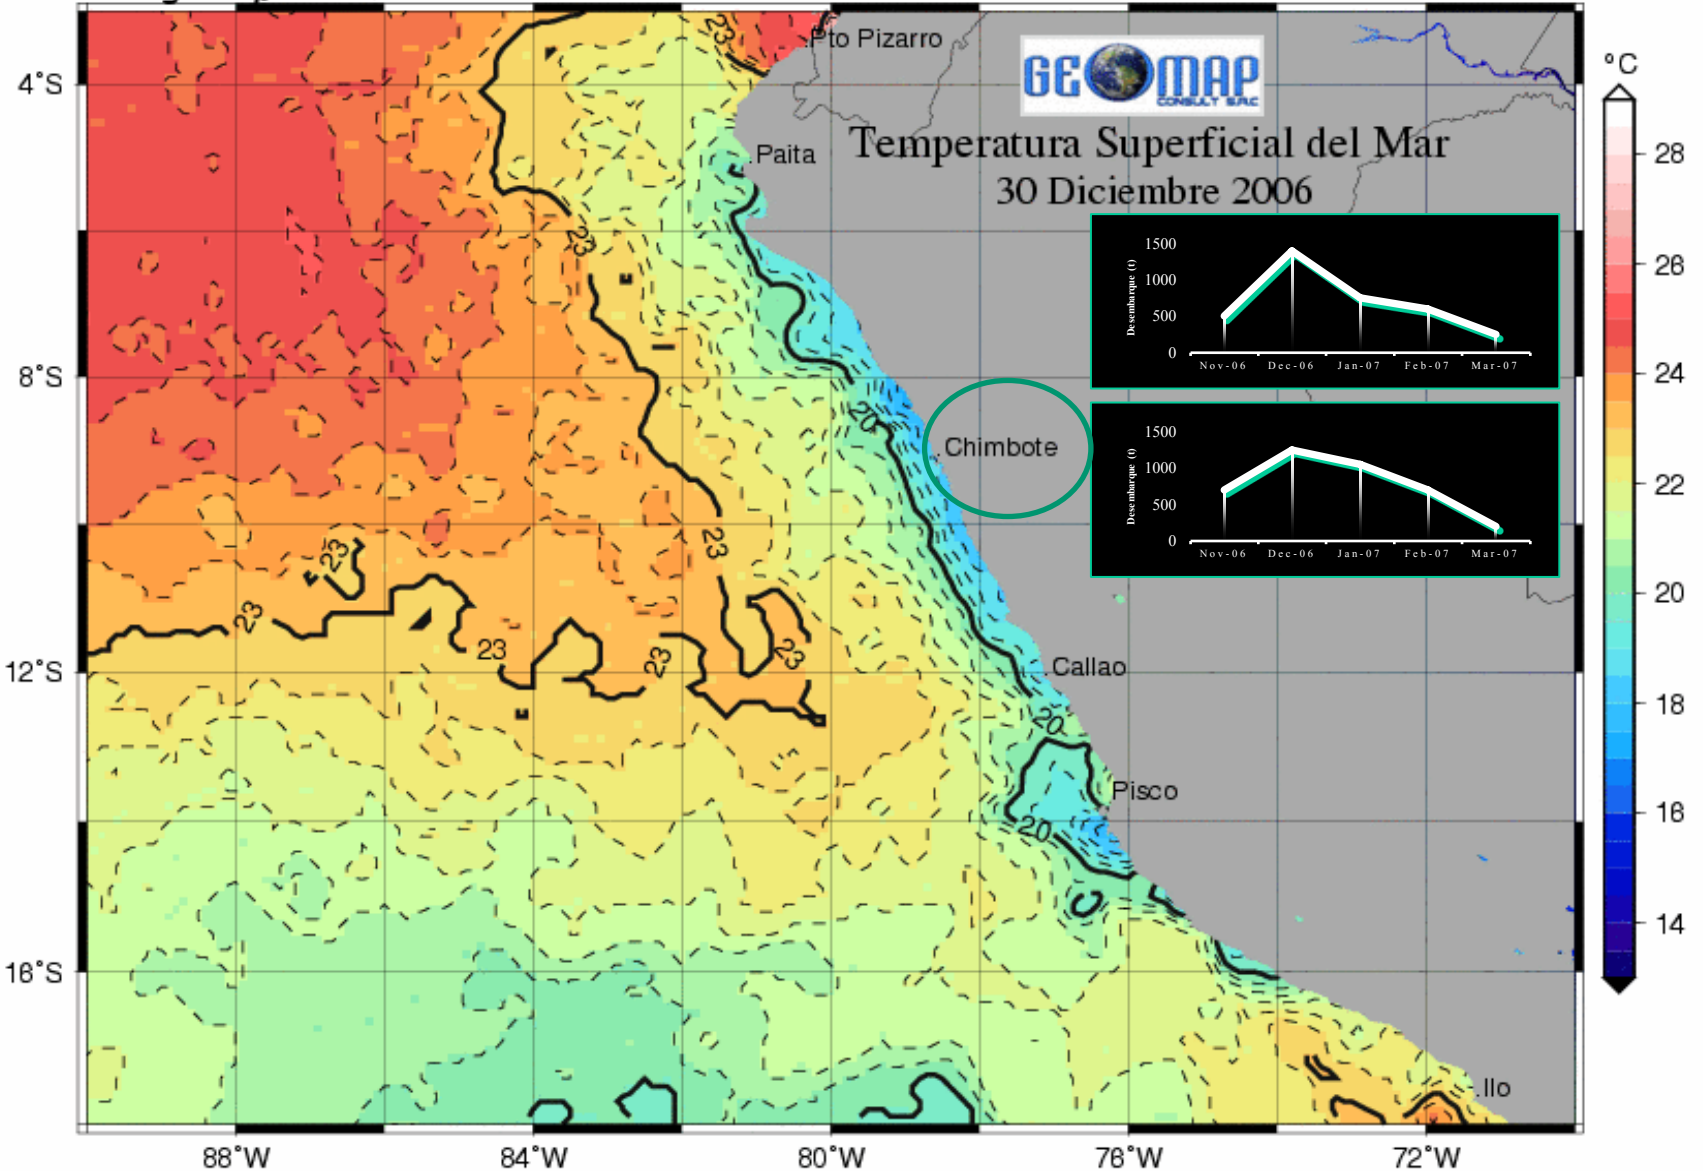 Pto Pizarro
GEOMAP
CONSULT S.A.C
°C
4°S
Paita
Temperatura Superficial del Mar
30 Diciembre 2006
28
26
24
22
20
18
16
14
23
23
23
23
23
23
23
23
20
20
20
Desembarque (t)
1500
1000
500
0
Nov-06 Dec-06 Jan-07 Feb-07 Mar-07
8°S
Chimbote
Desembarque (t)
1500
1000
500
0
Nov-06 Dec-06 Jan-07 Feb-07 Mar-07
12°S
Callao
Pisco
16°S
Ilo
88°W 84°W 80°W 76°W 72°W